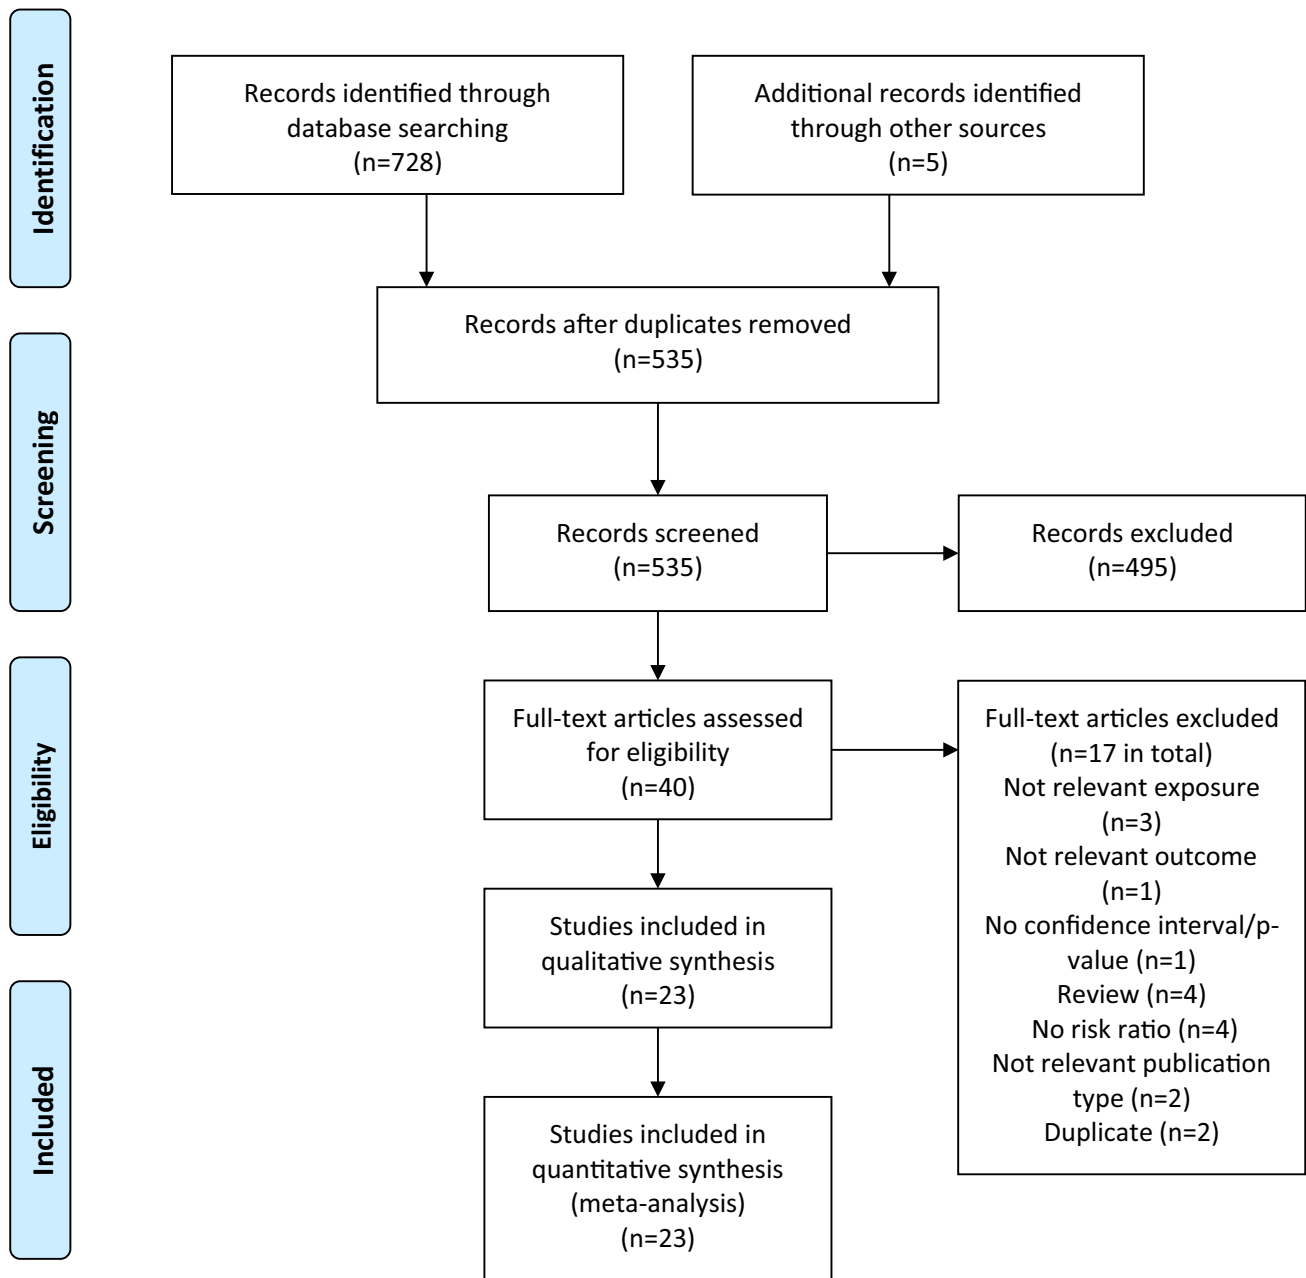 Identification
Records identified through
database searching
(n=728)
Additional records identified
through other sources
(n=5)
Records after duplicates removed
(n=535)
Screening
Records screened
(n=535)
Records excluded
(n=495)
Eligibility
Full-text articles assessed
for eligibility
(n=40)
Full-text articles excluded
(n=17 in total)
Not relevant exposure
(n=3)
Not relevant outcome
(n=1)
No confidence interval/p-
value (n=1)
Review (n=4)
No risk ratio (n=4)
Not relevant publication
type (n=2)
Duplicate (n=2)
Studies included in
qualitative synthesis
(n=23)
Included
Studies included in
quantitative synthesis
(meta-analysis)
(n=23)